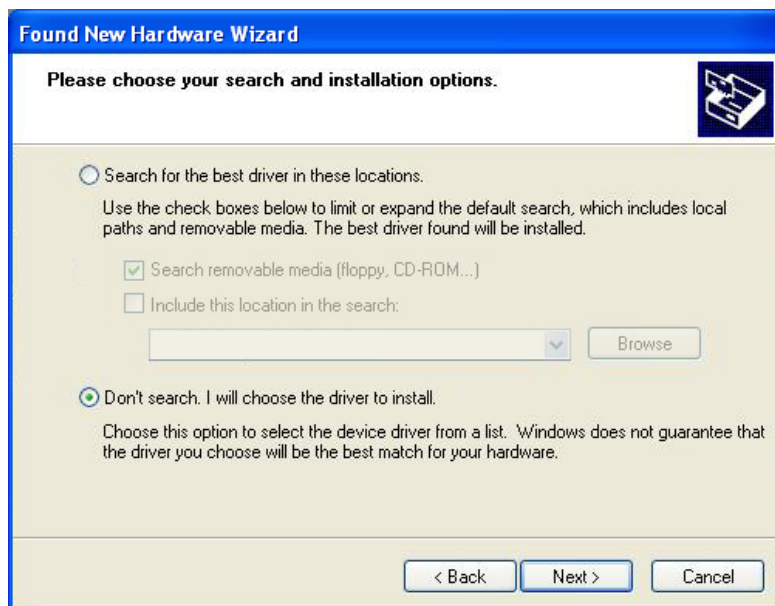 Found New Hardware Wizard
Please choose your search and installation options.
Search for the best driver in these locations.
Use the check boxes below to limit or expand the default search, which includes local
paths and removable media. The best driver found will be installed.
Search removable media (floppy, CD-ROM...)
Include this location in the search:
Browse
Don't search. I will choose the driver to install.
Choose this option to select the device driver from a list.  Windows does not guarantee that
the driver you choose will be the best match for your hardware.
< Back
Next >
Cancel